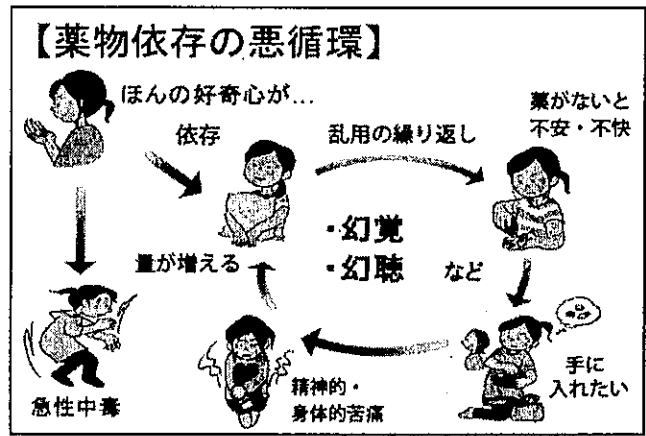 【薬物依存の悪循環】
ほんの好奇心が…
依存
乱用の繰り返し
薬がないと
不安・不快
・幻覚
・幻聴 など
量が増える
手に
入れたい
精神的・
身体的苦痛
急性中毒